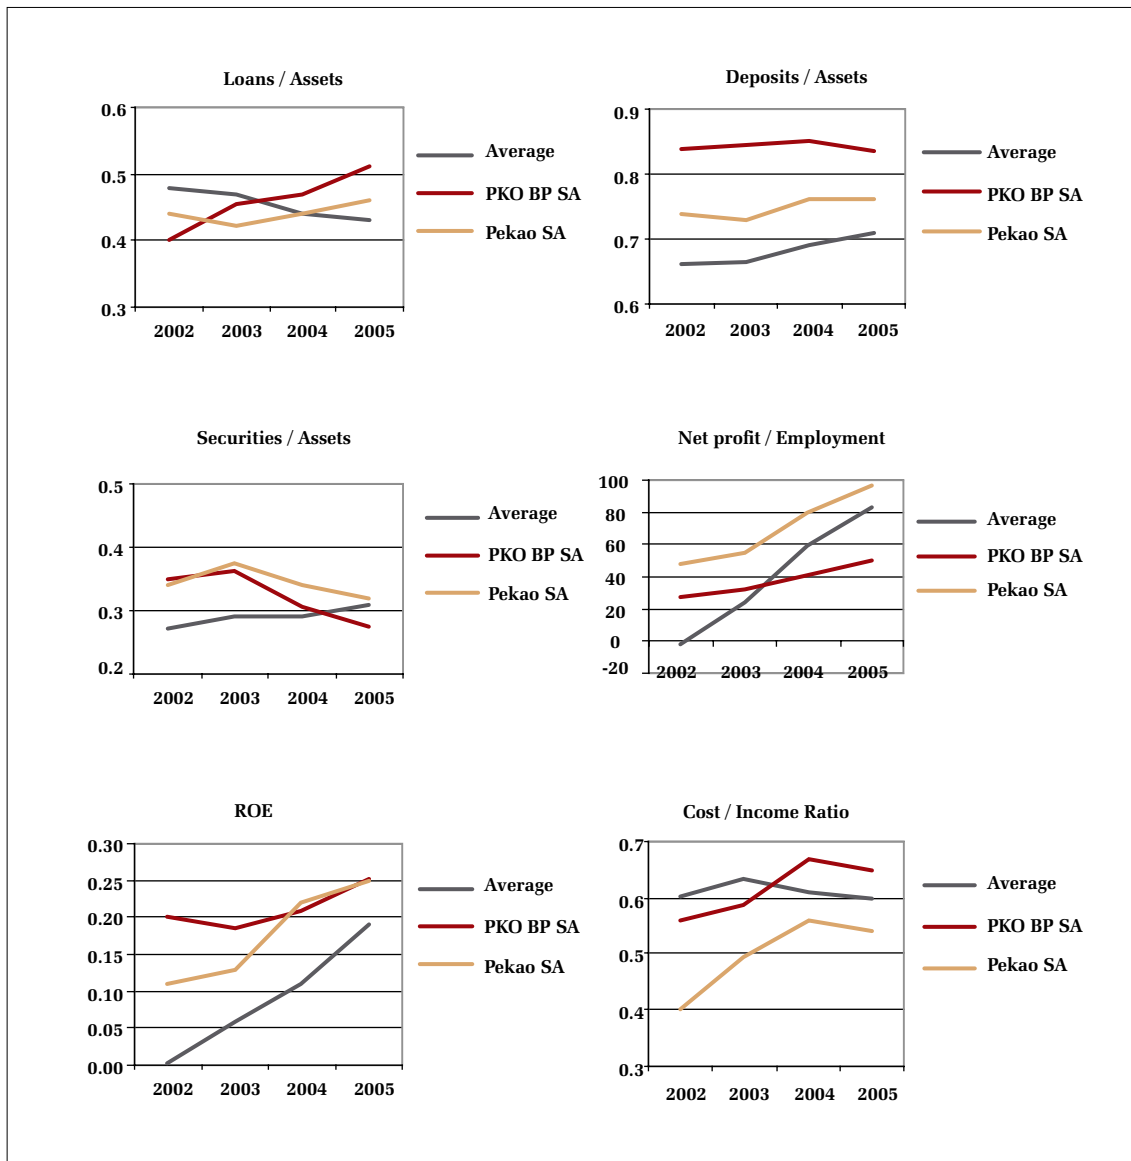 Loans / Assets
0.6
0.5
0.4
0.3
2002 2003 2004 2005
Average
PKO BP SA
Pekao SA
Deposits / Assets
0.9
0.8
0.7
0.6
2002 2003 2004 2005
Average
PKO BP SA
Pekao SA
Securities / Assets
0.5
0.4
0.3
0.2
2002 2003 2004 2005
Average
PKO BP SA
Pekao SA
Net profit / Employment
100
80
60
40
20
0
-20
2002 2003 2004 2005
Average
PKO BP SA
Pekao SA
ROE
0.30
0.25
0.20
0.15
0.10
0.05
0.00
2002 2003 2004 2005
Average
PKO BP SA
Pekao SA
Cost / Income Ratio
0.7
0.6
0.5
0.4
0.3
2002 2003 2004 2005
Average
PKO BP SA
Pekao SA